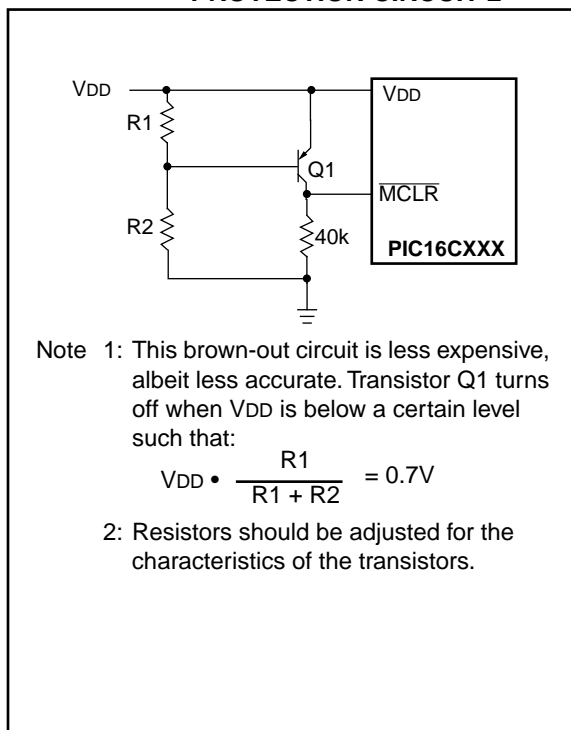 VDD
VDD
R1
Q1
MCLR
R2
40k
PIC16CXXX
Note 1: This brown-out circuit is less expensive,
albeit less accurate. Transistor Q1 turns
off when VDD is below a certain level
such that:
VDD • R1 / R1 + R2 = 0.7V
2: Resistors should be adjusted for the
characteristics of the transistors.